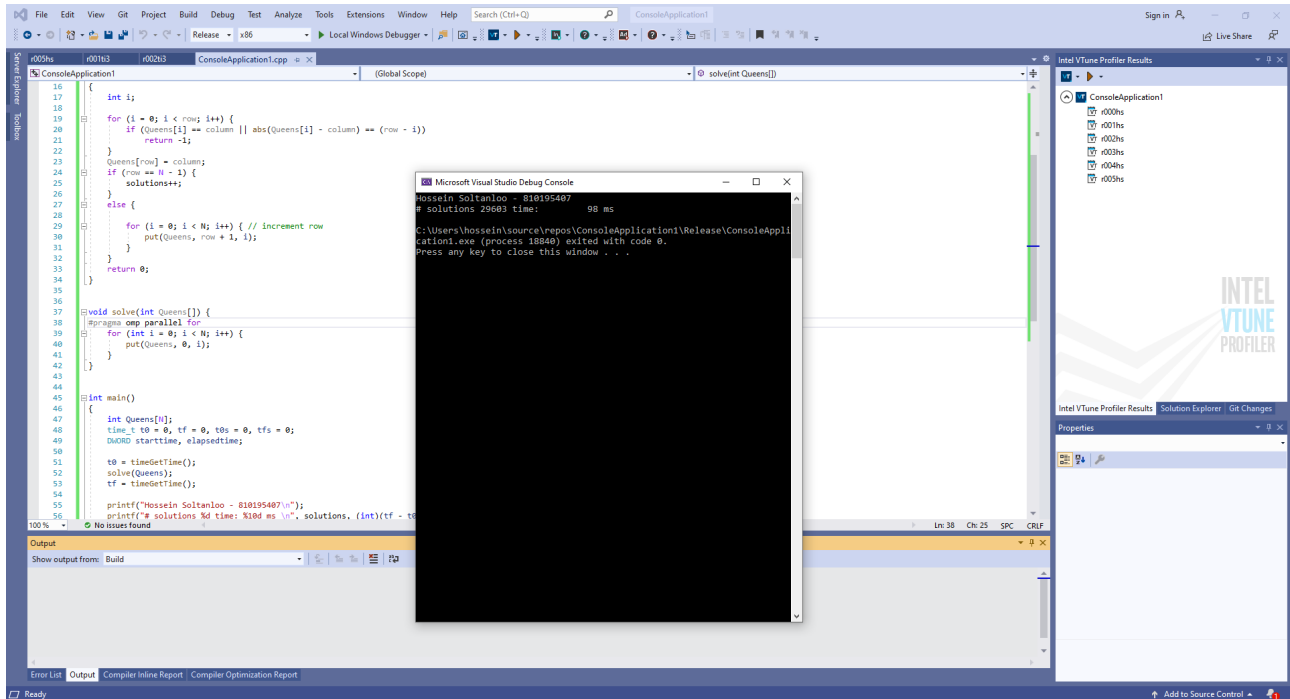 File Edit View Git Project Build Debug Test Analyze Tools Extensions Window Help Search (Ctrl+Q) ConsoleApplication1 Sign in
Release x86 Local Windows Debugger Live Share
Server Explorer
Toolbox
r005hs r001ti3 r002ti3 ConsoleApplication1.cpp
ConsoleApplication1 (Global Scope) solve(int Queens[])
16 {
17 int i;
18
19 for (i = 0; i < row; i++) {
20 if (Queens[i] == column || abs(Queens[i] - column) == (row - i))
21 return -1;
22 }
23 Queens[row] = column;
24 if (row == N - 1) {
25 solutions++;
26 }
27 else {
28
29 for (i = 0; i < N; i++) { // increment row
30 put(Queens, row + 1, i);
31 }
32 }
33 return 0;
34 }
35
36
37 void solve(int Queens[]) {
38 #pragma omp parallel for
39 for (int i = 0; i < N; i++) {
40 put(Queens, 0, i);
41 }
42 }
43
44
45 int main()
46 {
47 int Queens[N];
48 time_t t0 = 0, tf = 0, t0s = 0, tfs = 0;
49 DWORD starttime, elapsedtime;
50
51 t0 = timeGetTime();
52 solve(Queens);
53 tf = timeGetTime();
54
55 printf("Hossein Soltanloo - 810195407\n");
56 printf("# solutions %d time: %10d ms \n", solutions, (int)(tf - t0
100 % No issues found Ln: 38 Ch: 25 SPC CRLF
Microsoft Visual Studio Debug Console
Hossein Soltanloo - 810195407
# solutions 29603 time: 98 ms
C:\Users\hossein\source\repos\ConsoleApplication1\Release\ConsoleAppli
cation1.exe (process 18840) exited with code 0.
Press any key to close this window . . .
Output
Show output from: Build
Error List Output Compiler Inline Report Compiler Optimization Report
Intel VTune Profiler Results
ConsoleApplication1
r000hs
r001hs
r002hs
r003hs
r004hs
r005hs
INTEL
VTUNE
PROFILER
Intel VTune Profiler Results Solution Explorer Git Changes
Properties
Ready Add to Source Control 1